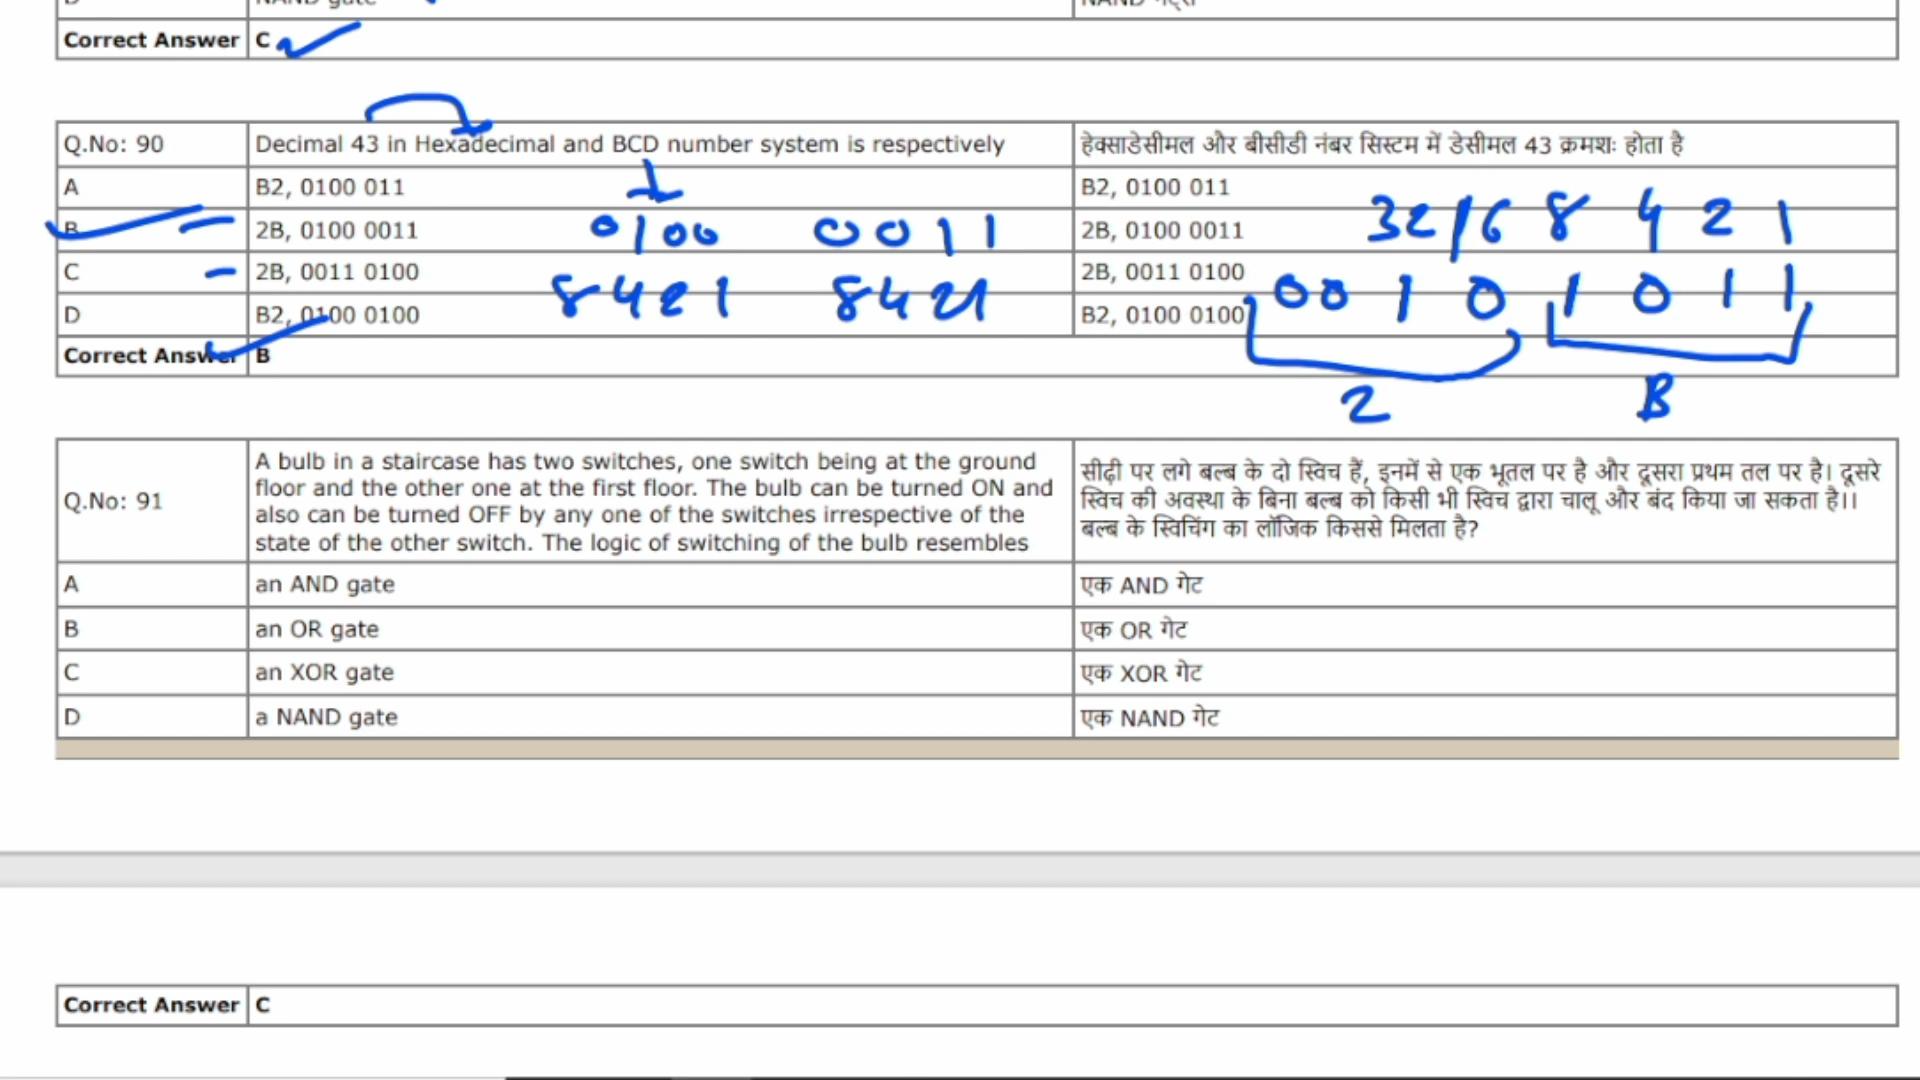 NAND gate NAND गेट्स
Correct Answer C
Q.No: 90 Decimal 43 in Hexadecimal and BCD number system is respectively हेक्साडेसीमल और बीसीडी नंबर सिस्टम में डेसीमल 43 क्रमशः होता है
A B2, 0100 011 B2, 0100 011
32 16 8 4 2 1
B 2B, 0100 0011 0100 0011 2B, 0100 0011
C 2B, 0011 0100 2B, 0011 0100
8421 8421 00 1 0 1 0 1 1
D B2, 0100 0100 B2, 0100 0100
Correct Answer B
2 B
Q.No: 91
A bulb in a staircase has two switches, one switch being at the ground
floor and the other one at the first floor. The bulb can be turned ON and
also can be turned OFF by any one of the switches irrespective of the
state of the other switch. The logic of switching of the bulb resembles
सीढ़ी पर लगे बल्ब के दो स्विच हैं, इनमें से एक भूतल पर है और दूसरा प्रथम तल पर है। दूसरे
स्विच की अवस्था के बिना बल्ब को किसी भी स्विच द्वारा चालू और बंद किया जा सकता है।।
बल्ब के स्विचिंग का लॉजिक किससे मिलता है?
A an AND gate एक AND गेट
B an OR gate एक OR गेट
C an XOR gate एक XOR गेट
D a NAND gate एक NAND गेट
Correct Answer C